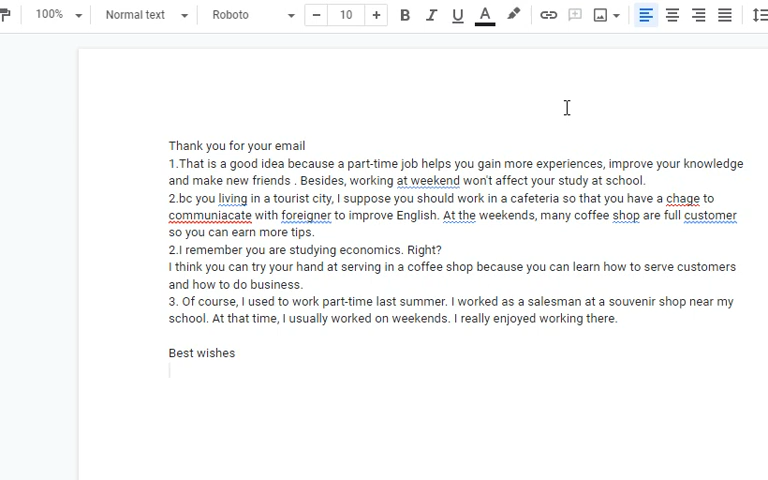 100% Normal text Roboto 10 B I U A
Thank you for your email
1.That is a good idea because a part-time job helps you gain more experiences, improve your knowledge
and make new friends . Besides, working at weekend won't affect your study at school.
2.bc you living in a tourist city, I suppose you should work in a cafeteria so that you have a chage to
communiacate with foreigner to improve English. At the weekends, many coffee shop are full customer
so you can earn more tips.
2.I remember you are studying economics. Right?
I think you can try your hand at serving in a coffee shop because you can learn how to serve customers
and how to do business.
3. Of course, I used to work part-time last summer. I worked as a salesman at a souvenir shop near my
school. At that time, I usually worked on weekends. I really enjoyed working there.
Best wishes